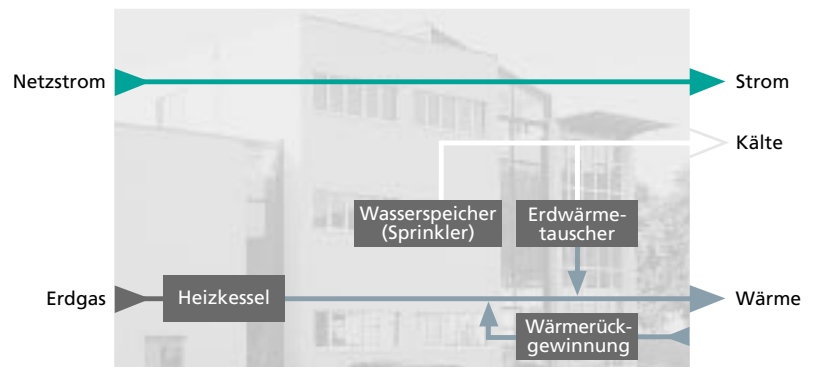 Netzstrom
Strom
Kälte
Wasserspeicher
(Sprinkler)
Erdwärme-
tauscher
Erdgas
Heizkessel
Wärme
Wärmerück-
gewinnung